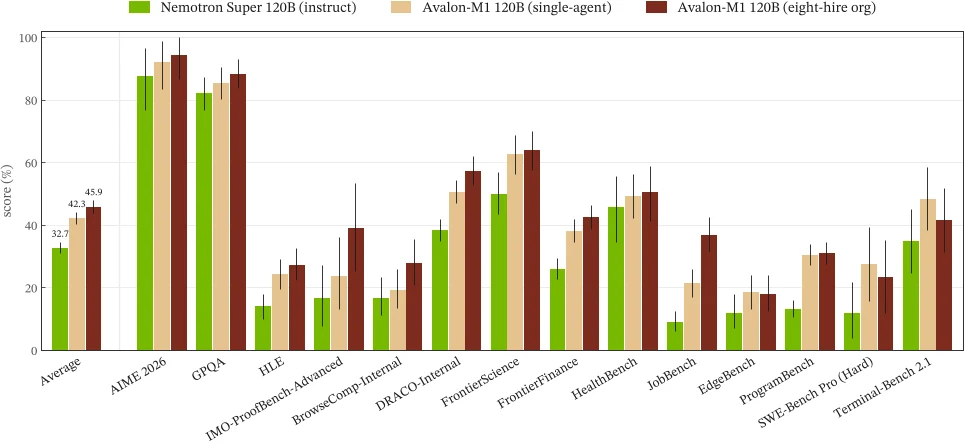 Nemotron Super 120B (instruct)
Avalon-M1 120B (single-agent)
Avalon-M1 120B (eight-hire org)
score (%)
100
80
60
40
20
0
32.7
42.3
45.9
Average
AIME 2026
GPQA
HLE
IMO-ProofBench-Advanced
BrowseComp-Internal
DRACO-Internal
FrontierScience
FrontierFinance
HealthBench
JobBench
EdgeBench
ProgramBench
SWE-Bench Pro (Hard)
Terminal-Bench 2.1